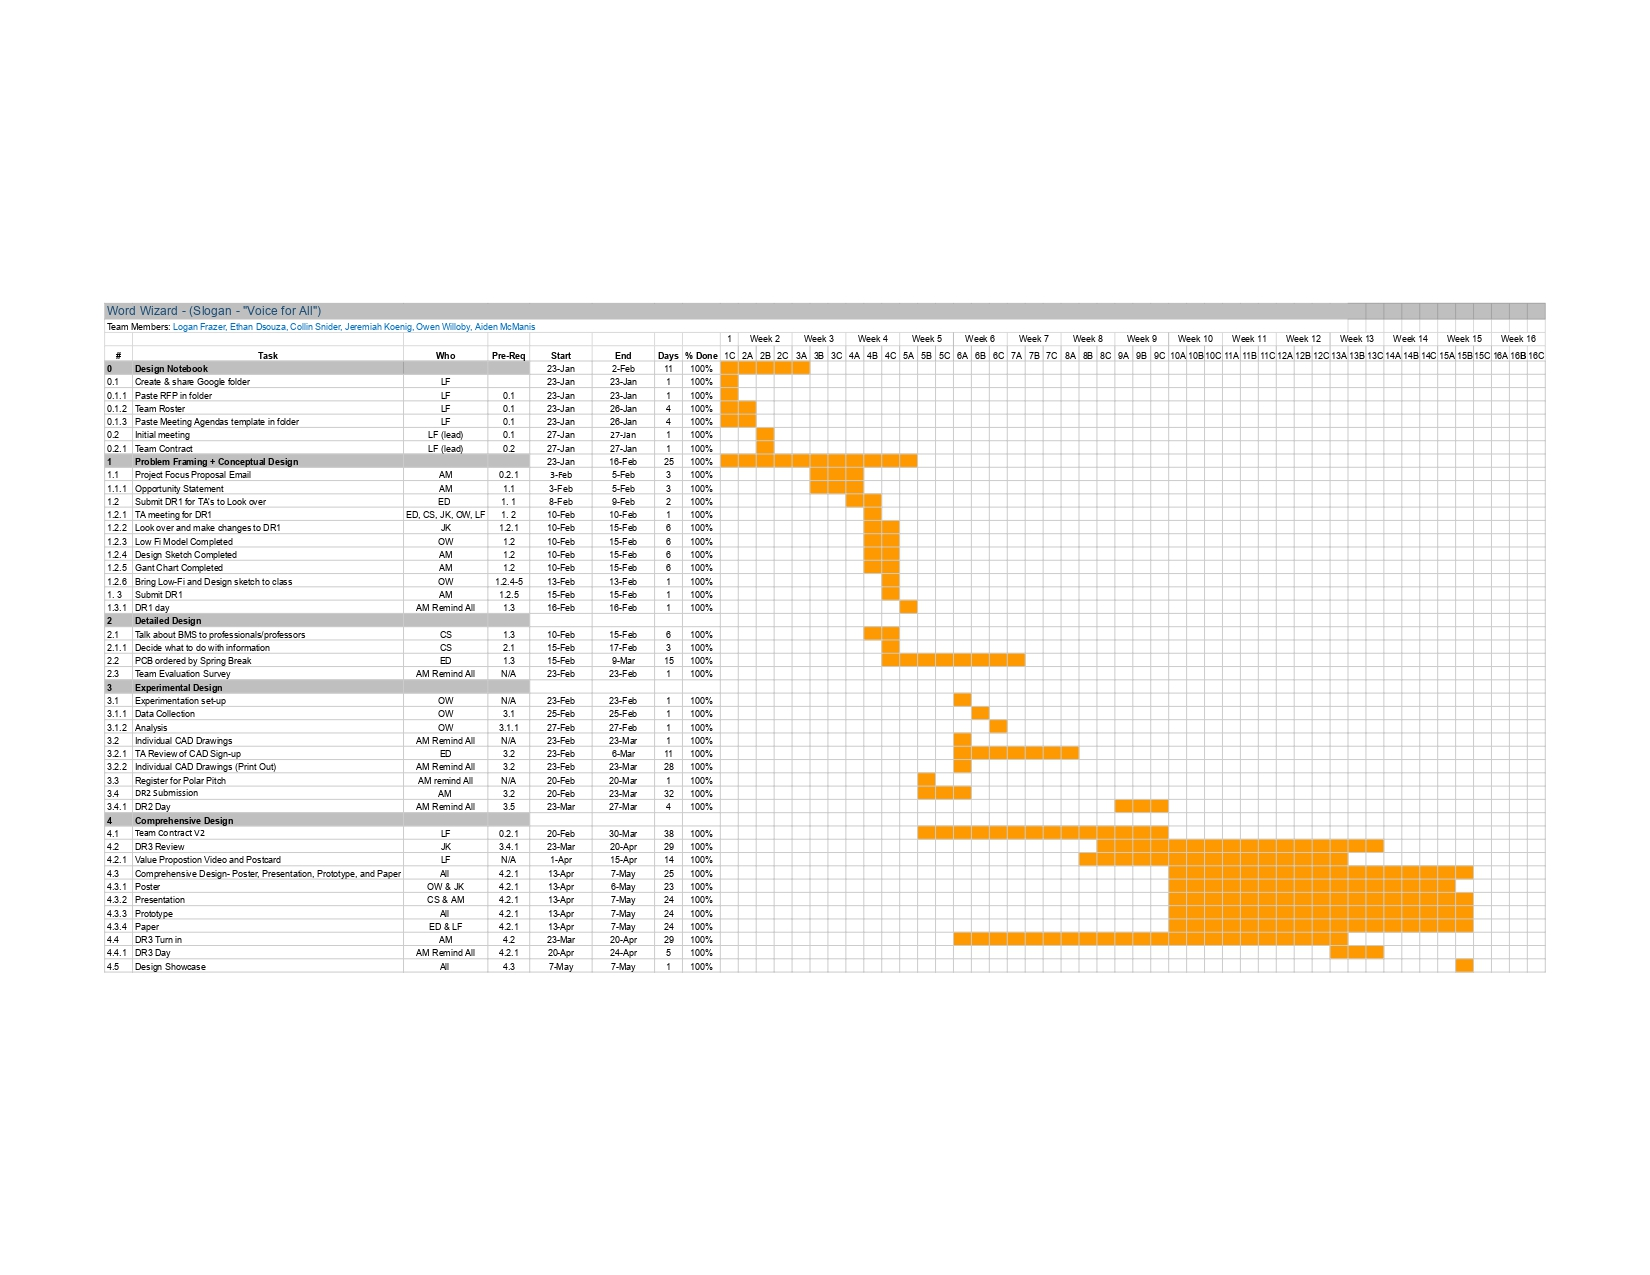 Word Wizard - (Slogan - "Voice for All")
Team Members: Logan Frazer, Ethan Dsouza, Collin Snider, Jeremiah Koenig, Owen Willoby, Aiden McManis
1 Week 2 Week 3 Week 4 Week 5 Week 6 Week 7 Week 8 Week 9 Week 10 Week 11 Week 12 Week 13 Week 14 Week 15 Week 16
# Task Who Pre-Req Start End Days % Done 1C 2A 2B 2C 3A 3B 3C 4A 4B 4C 5A 5B 5C 6A 6B 6C 7A 7B 7C 8A 8B 8C 9A 9B 9C 10A 10B 10C 11A 11B 11C 12A 12B 12C 13A 13B 13C 14A 14B 14C 15A 15B 15C 16A 16B 16C
0 Design Notebook 23-Jan 2-Feb 11 100%
0.1 Create & share Google folder LF 23-Jan 23-Jan 1 100%
0.1.1 Paste RFP in folder LF 0.1 23-Jan 23-Jan 1 100%
0.1.2 Team Roster LF 0.1 23-Jan 26-Jan 4 100%
0.1.3 Paste Meeting Agendas template in folder LF 0.1 23-Jan 26-Jan 4 100%
0.2 Initial meeting LF (lead) 0.1 27-Jan 27-Jan 1 100%
0.2.1 Team Contract LF (lead) 0.2 27-Jan 27-Jan 1 100%
1 Problem Framing + Conceptual Design 23-Jan 16-Feb 25 100%
1.1 Project Focus Proposal Email AM 0.2.1 3-Feb 5-Feb 3 100%
1.1.1 Opportunity Statement AM 1.1 3-Feb 5-Feb 3 100%
1.2 Submit DR1 for TA's to Look over ED 1. 1 8-Feb 9-Feb 2 100%
1.2.1 TA meeting for DR1 ED, CS, JK, OW, LF 1. 2 10-Feb 10-Feb 1 100%
1.2.2 Look over and make changes to DR1 JK 1.2.1 10-Feb 15-Feb 6 100%
1.2.3 Low Fi Model Completed OW 1.2 10-Feb 15-Feb 6 100%
1.2.4 Design Sketch Completed AM 1.2 10-Feb 15-Feb 6 100%
1.2.5 Gant Chart Completed AM 1.2 10-Feb 15-Feb 6 100%
1.2.6 Bring Low-Fi and Design sketch to class OW 1.2.4-5 13-Feb 13-Feb 1 100%
1. 3 Submit DR1 AM 1.2.5 15-Feb 15-Feb 1 100%
1.3.1 DR1 day AM Remind All 1.3 16-Feb 16-Feb 1 100%
2 Detailed Design
2.1 Talk about BMS to professionals/professors CS 1.3 10-Feb 15-Feb 6 100%
2.1.1 Decide what to do with information CS 2.1 15-Feb 17-Feb 3 100%
2.2 PCB ordered by Spring Break ED 1.3 15-Feb 9-Mar 15 100%
2.3 Team Evaluation Survey AM Remind All N/A 23-Feb 23-Feb 1 100%
3 Experimental Design
3.1 Experimentation set-up OW N/A 23-Feb 23-Feb 1 100%
3.1.1 Data Collection OW 3.1 25-Feb 25-Feb 1 100%
3.1.2 Analysis OW 3.1.1 27-Feb 27-Feb 1 100%
3.2 Individual CAD Drawings AM Remind All N/A 23-Feb 23-Mar 1 100%
3.2.1 TA Review of CAD Sign-up ED 3.2 23-Feb 6-Mar 11 100%
3.2.2 Individual CAD Drawings (Print Out) AM Remind All 3.2 23-Feb 23-Mar 28 100%
3.3 Register for Polar Pitch AM remind All N/A 20-Feb 20-Mar 1 100%
3.4 DR2 Submission AM 3.2 20-Feb 23-Mar 32 100%
3.4.1 DR2 Day AM Remind All 3.5 23-Mar 27-Mar 4 100%
4 Comprehensive Design
4.1 Team Contract V2 LF 0.2.1 20-Feb 30-Mar 38 100%
4.2 DR3 Review JK 3.4.1 23-Mar 20-Apr 29 100%
4.2.1 Value Propostion Video and Postcard LF N/A 1-Apr 15-Apr 14 100%
4.3 Comprehensive Design- Poster, Presentation, Prototype, and Paper All 4.2.1 13-Apr 7-May 25 100%
4.3.1 Poster OW & JK 4.2.1 13-Apr 6-May 23 100%
4.3.2 Presentation CS & AM 4.2.1 13-Apr 7-May 24 100%
4.3.3 Prototype All 4.2.1 13-Apr 7-May 24 100%
4.3.4 Paper ED & LF 4.2.1 13-Apr 7-May 24 100%
4.4 DR3 Turn in AM 4.2 23-Mar 20-Apr 29 100%
4.4.1 DR3 Day AM Remind All 4.2.1 20-Apr 24-Apr 5 100%
4.5 Design Showcase All 4.3 7-May 7-May 1 100%